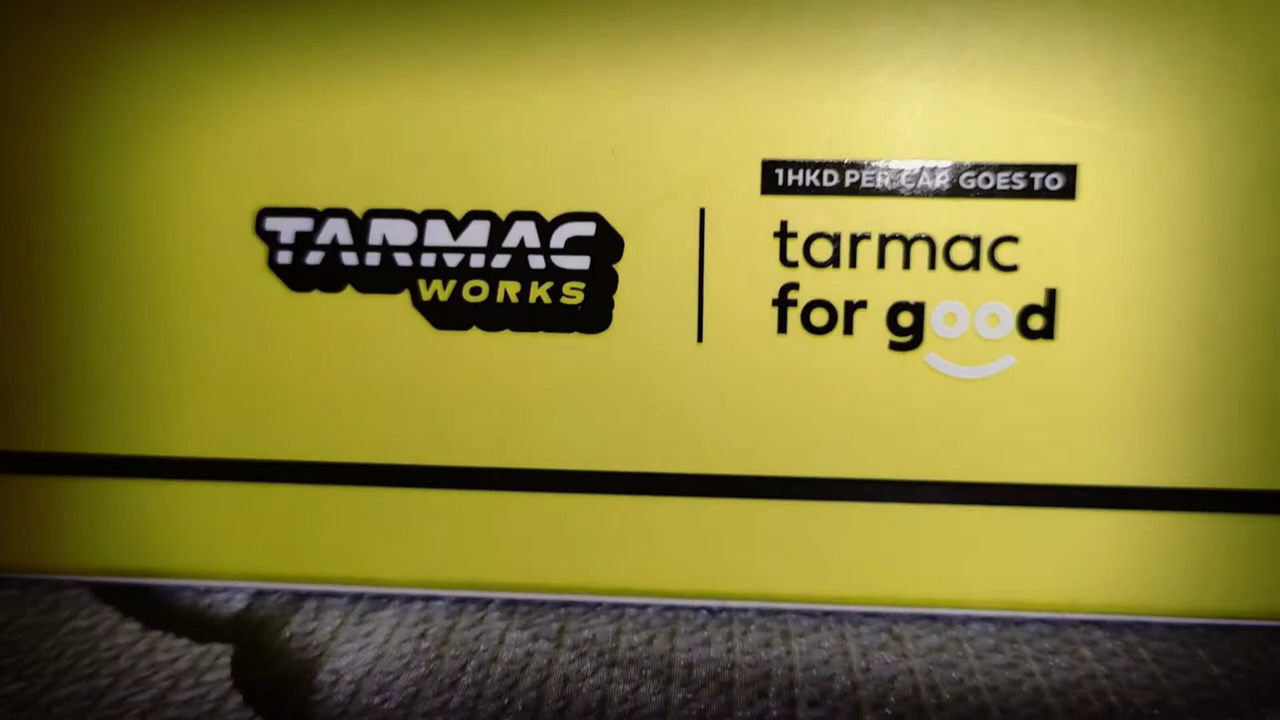 TARMAC
WORKS
1HKD PER CAR GOES TO
tarmac
for good